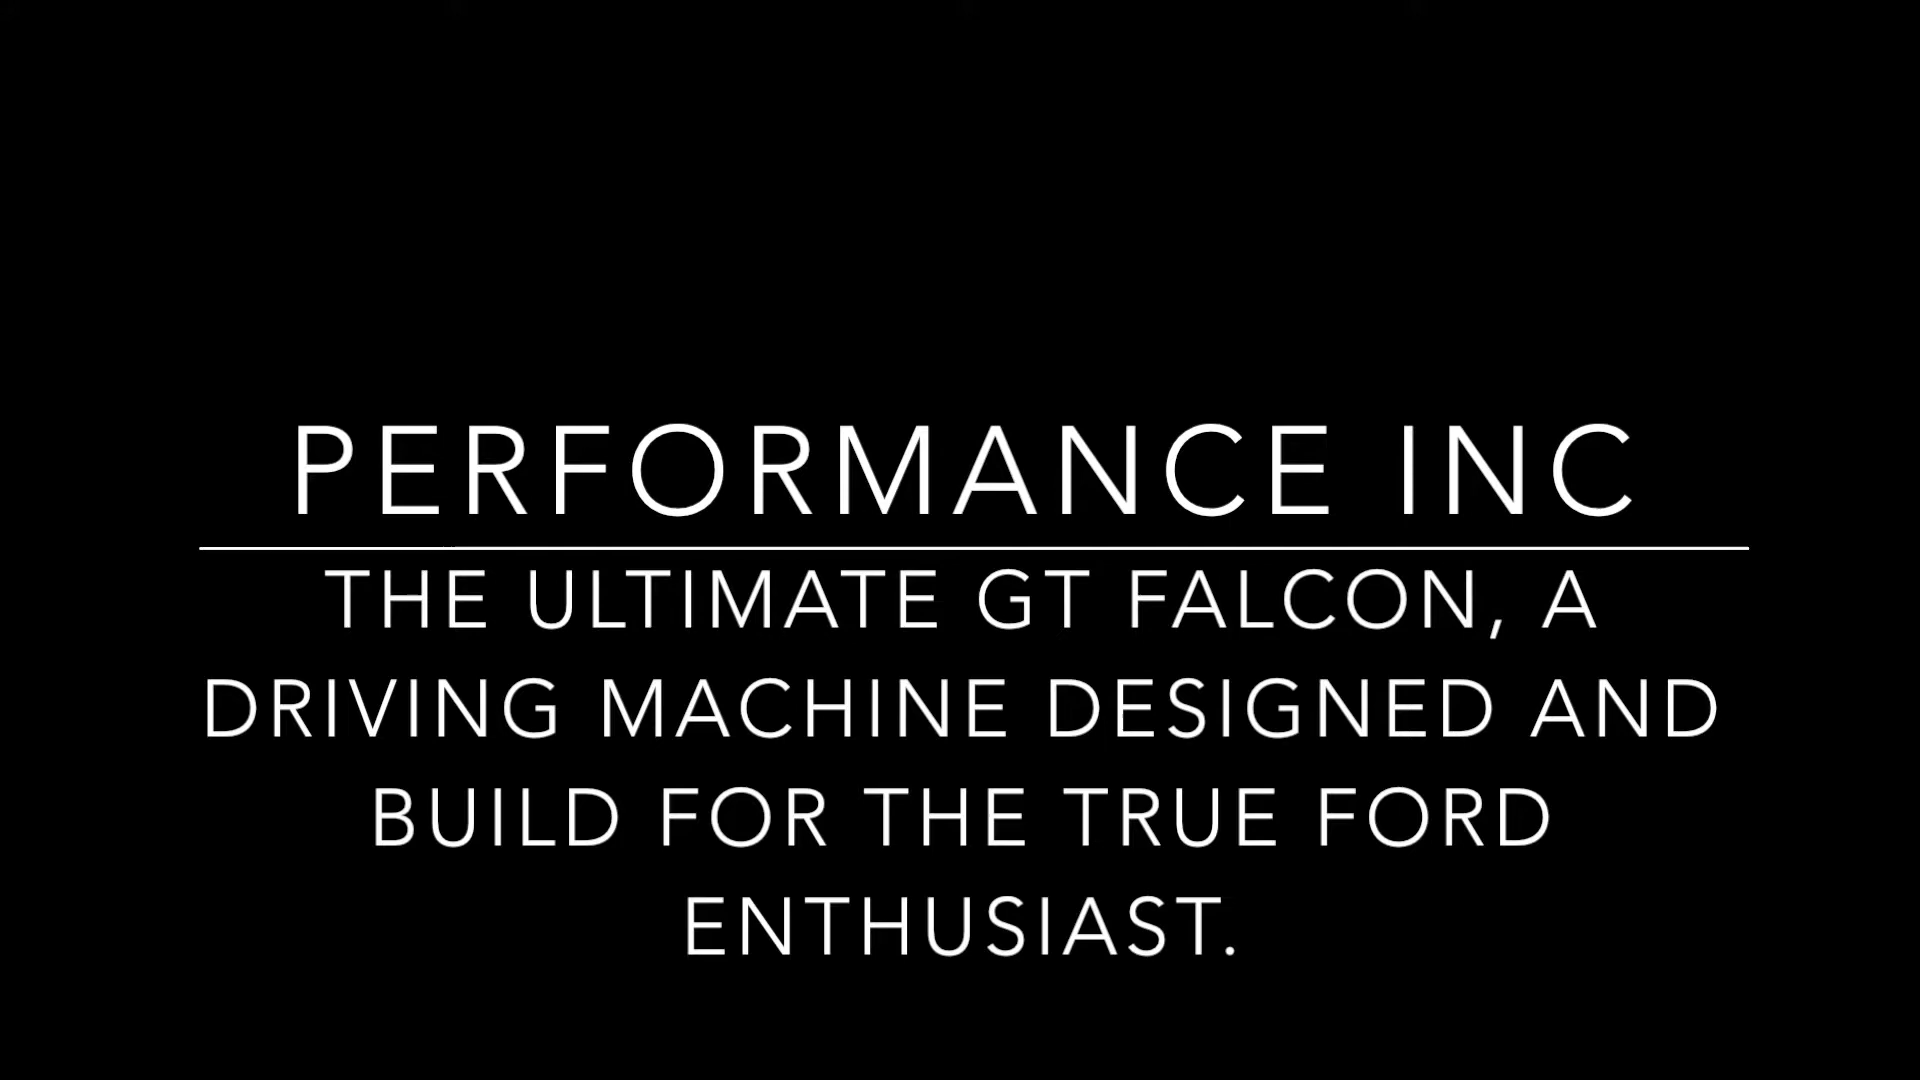 PERFORMANCE INC
THE ULTIMATE GT FALCON, A
DRIVING MACHINE DESIGNED AND
BUILD FOR THE TRUE FORD
ENTHUSIAST.